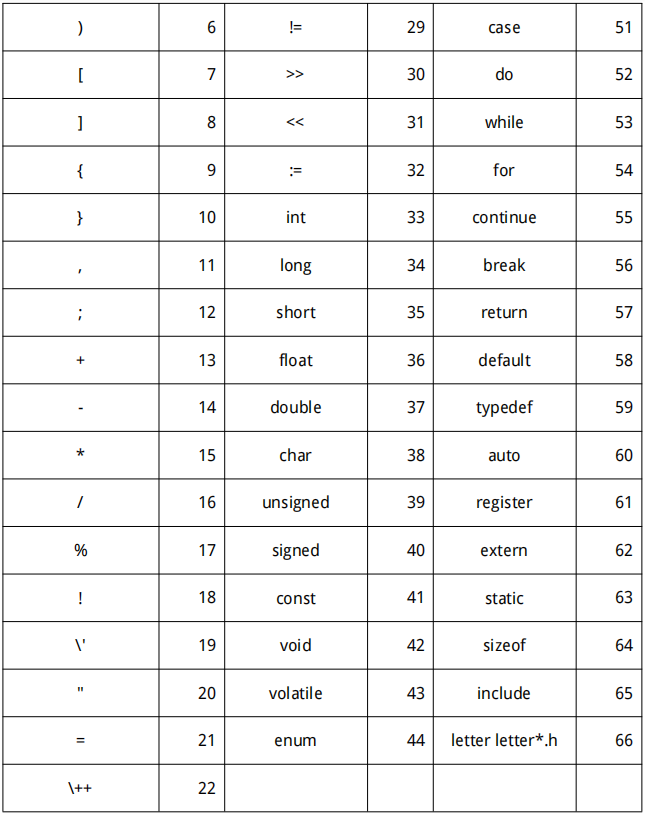 ) 6 != 29 case 51
[ 7 >> 30 do 52
] 8 << 31 while 53
{ 9 := 32 for 54
} 10 int 33 continue 55
, 11 long 34 break 56
; 12 short 35 return 57
+ 13 float 36 default 58
- 14 double 37 typedef 59
* 15 char 38 auto 60
/ 16 unsigned 39 register 61
% 17 signed 40 extern 62
! 18 const 41 static 63
\' 19 void 42 sizeof 64
" 20 volatile 43 include 65
= 21 enum 44 letter letter*.h 66
\++ 22